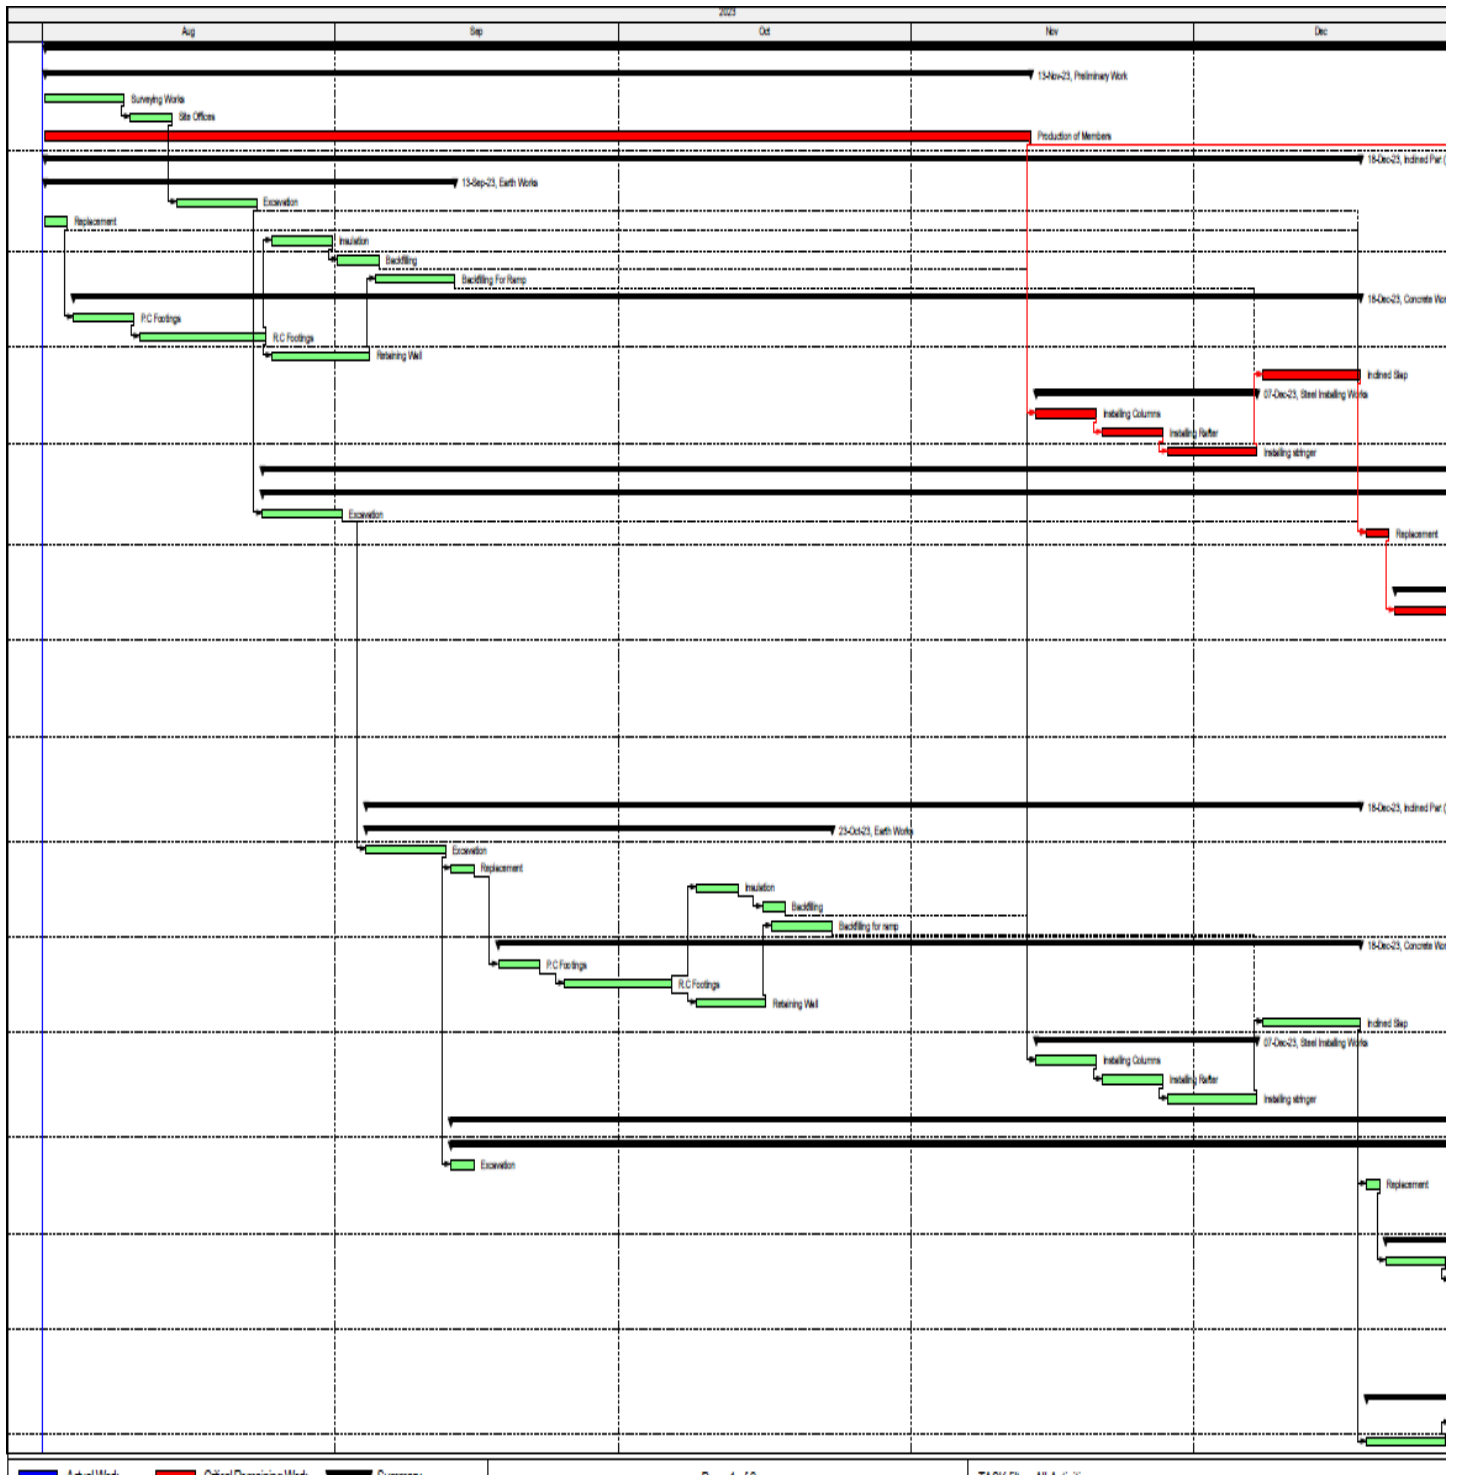 2023
Aug Sep Oct Nov Dec
13-Nov-23, Preliminary Work
Surveying Works
Site Offices
Production of Members
18-Dec-23, Inclined Part (
13-Sep-23, Earth Works
Excavation
Replacement
Insulation
Backfilling
Backfilling For Ramp
18-Dec-23, Concrete Wor
P.C Footings
R.C Footings
Retaining Wall
Inclined Slap
07-Dec-23, Steel Installing Works
Installing Columns
Installing Rafter
Installing stringer
Excavation
Replacement
18-Dec-23, Inclined Part (
23-Oct-23, Earth Works
Excavation
Replacement
Insulation
Backfilling
Backfilling for ramp
18-Dec-23, Concrete Wor
P.C Footings
R.C Footings
Retaining Wall
Inclined Slap
07-Dec-23, Steel Installing Works
Installing Columns
Installing Rafter
Installing stringer
Excavation
Replacement
Actual Work Critical Remaining Work Summary